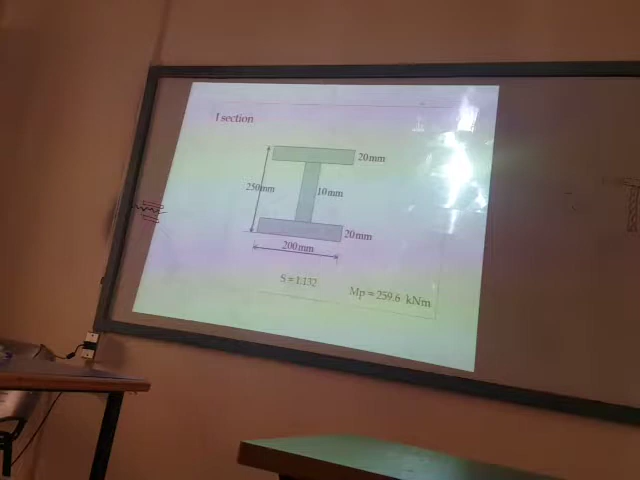 I section
20mm
250mm
10mm
20mm
200mm
S = 1.132
Mp = 259.6 kNm